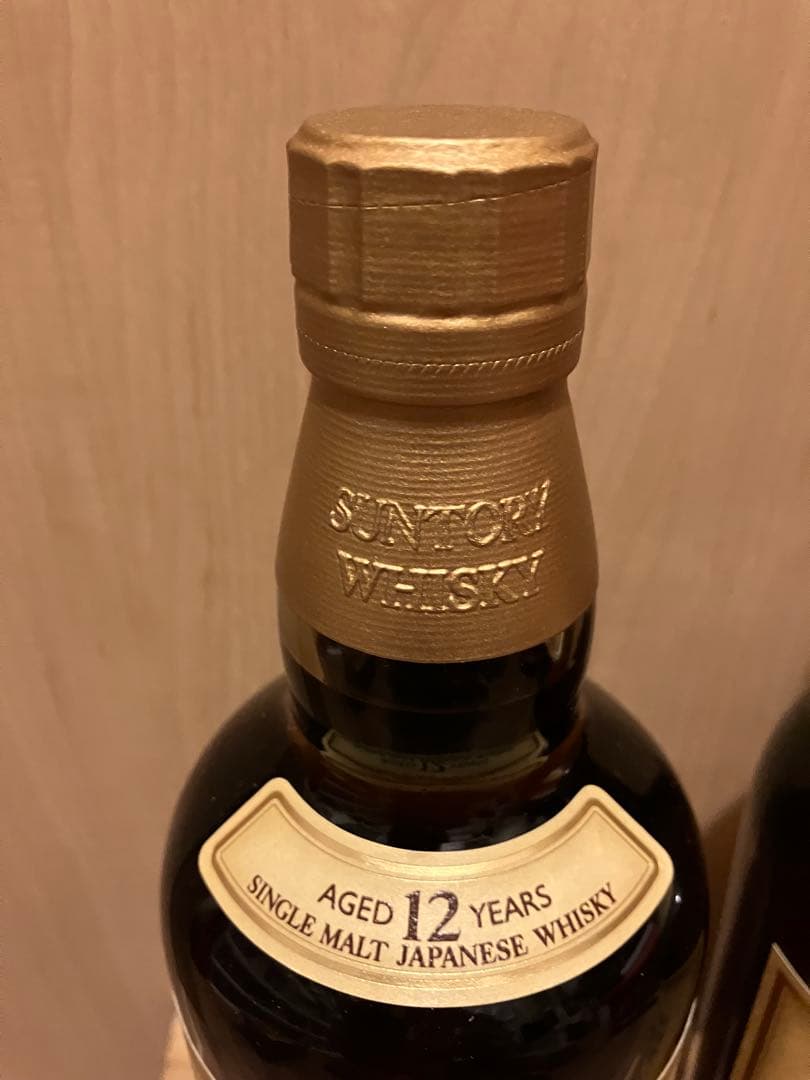 SUNTORY
WHISKY
AGED 12 YEARS
SINGLE MALT JAPANESE WHISKY